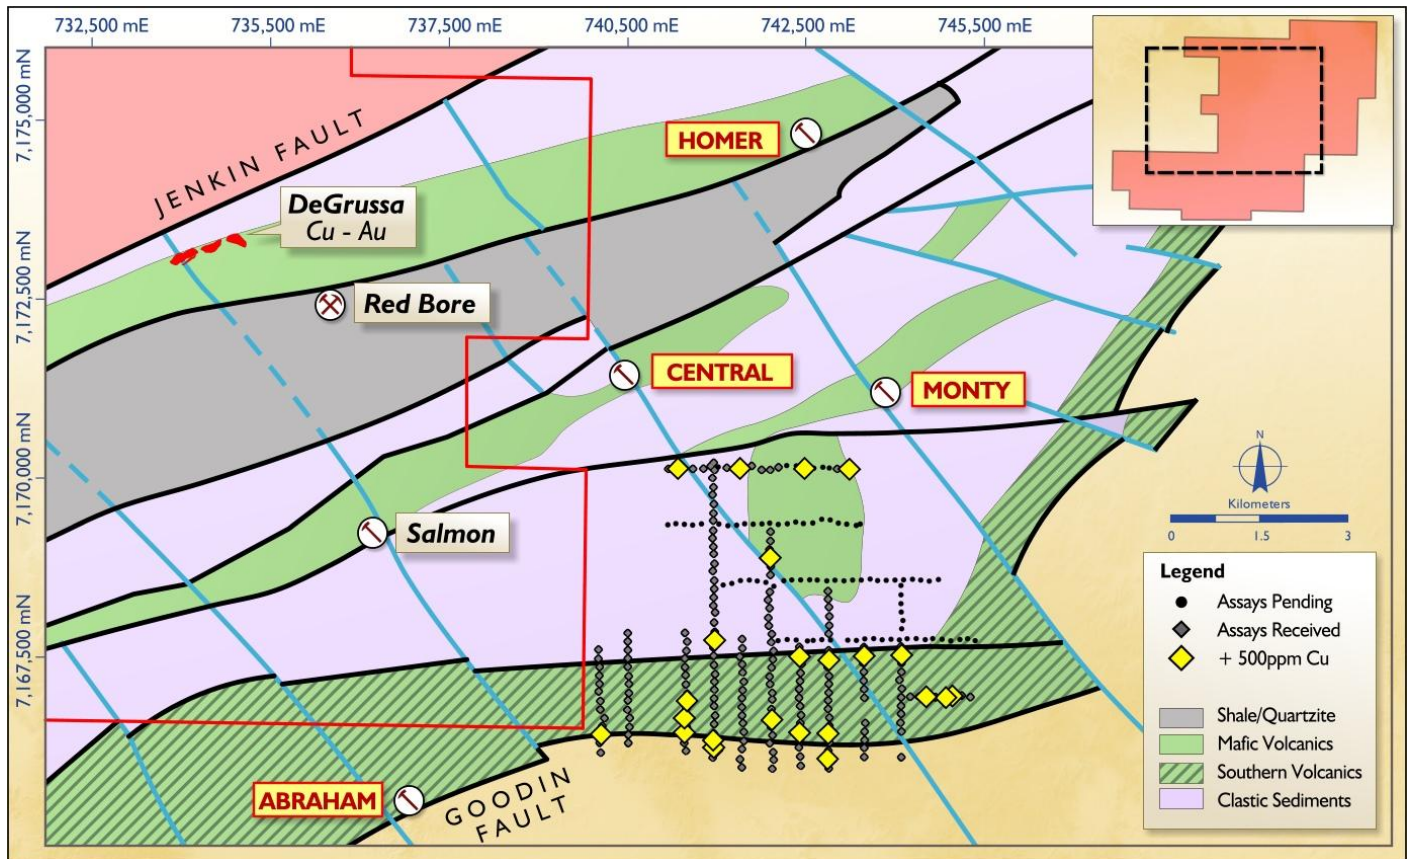 732,500 mE
735,500 mE
737,500 mE
740,500 mE
742,500 mE
745,500 mE
7,175,000 mN
7,172,500 mN
7,170,000 mN
7,167,500 mN
JENKIN FAULT
HOMER
DeGrussa
Cu - Au
Red Bore
CENTRAL
MONTY
Salmon
ABRAHAM
GOODIN
FAULT
N
Kilometers
0 1.5 3
Legend
Assays Pending
Assays Received
+ 500ppm Cu
Shale/Quartzite
Mafic Volcanics
Southern Volcanics
Clastic Sediments